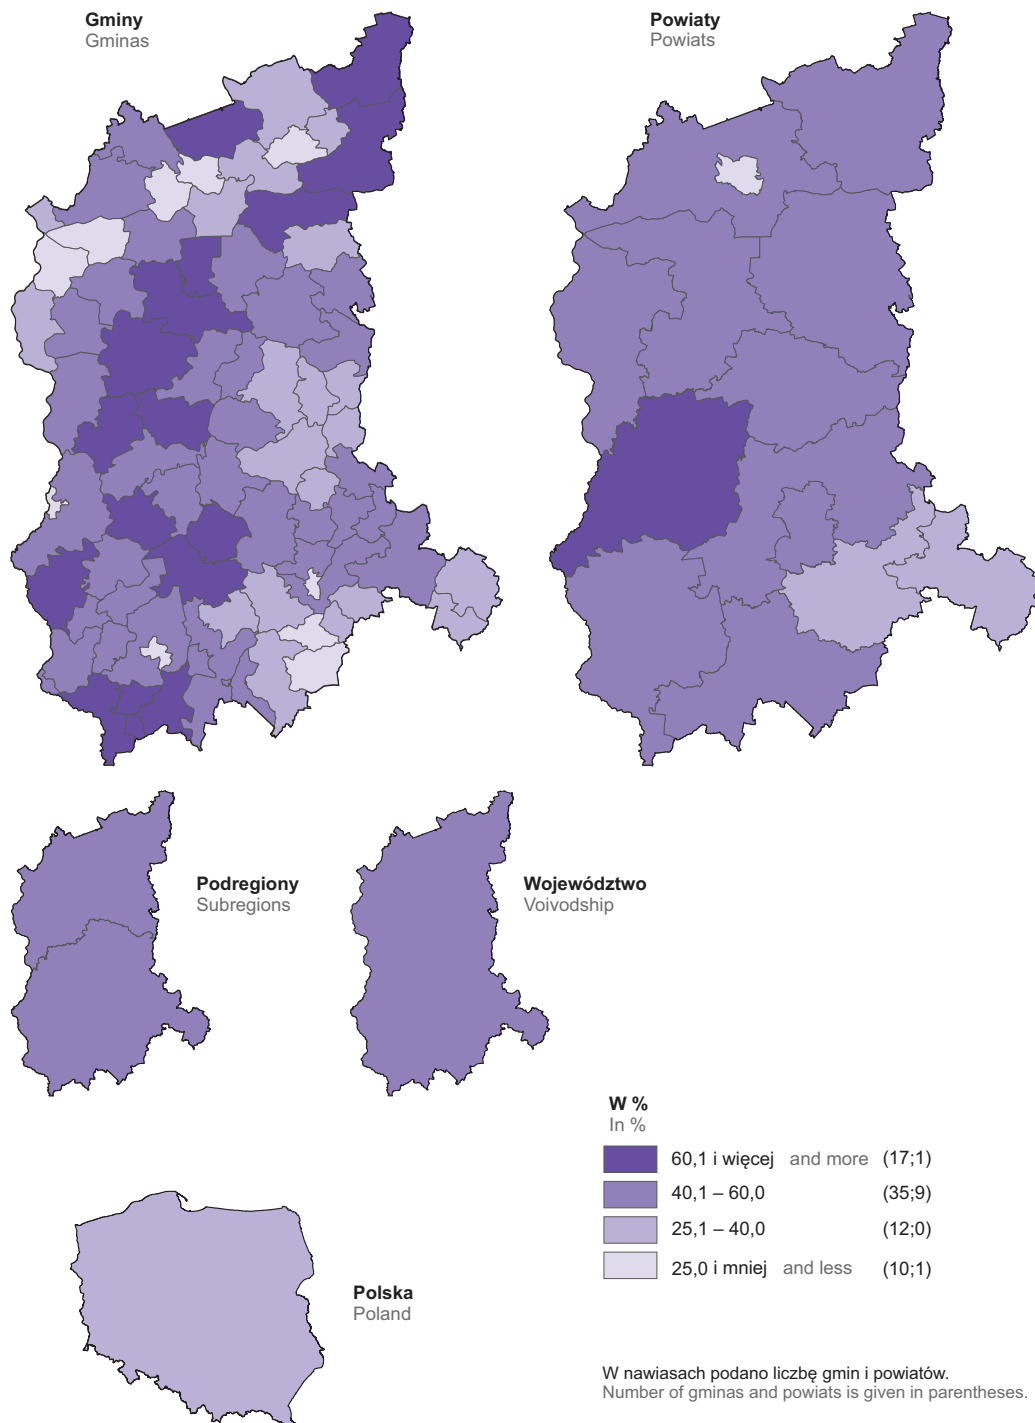 Gminy
Gminas
Powiaty
Powiats
Podregiony
Subregions
Województwo
Voivodship
W %
In %
60,1 i więcej and more (17;1)
40,1 – 60,0 (35;9)
25,1 – 40,0 (12;0)
25,0 i mniej and less (10;1)
Polska
Poland
W nawiasach podano liczbę gmin i powiatów.
Number of gminas and powiats is given in parentheses.